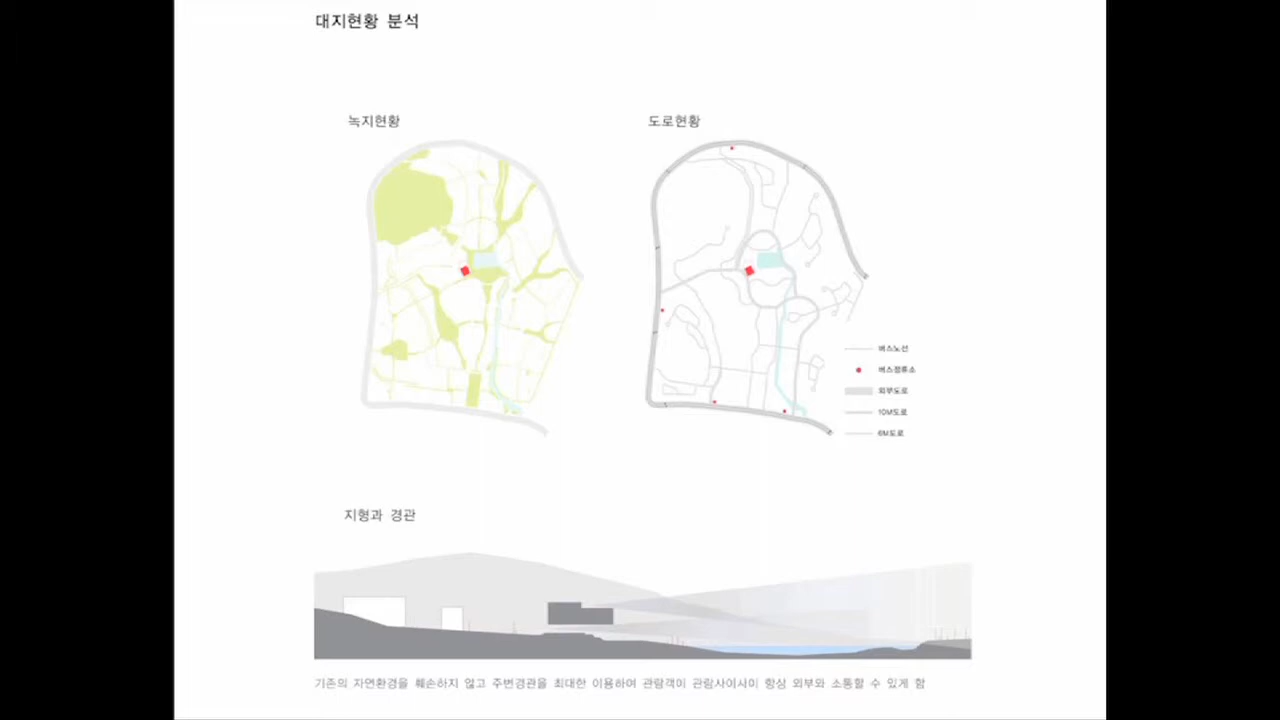 대지현황 분석
녹지현황
도로현황
버스노선
버스정류소
외부도로
10M도로
6M도로
지형과 경관
기존의 자연환경을 훼손하지 않고 주변경관을 최대한 이용하여 관람객이 관람사이사이 항상 외부와 소통할 수 있게 함